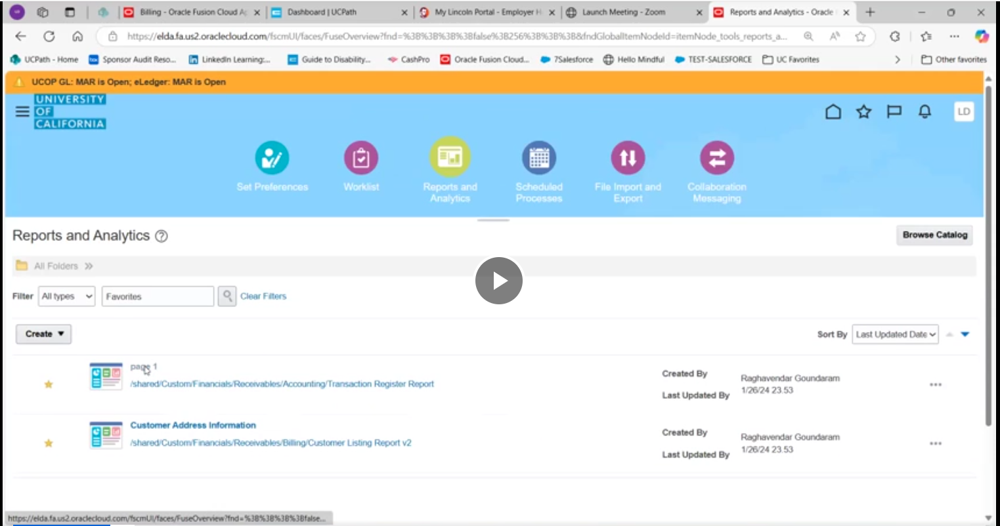 Billing - Oracle Fusion Cloud Ap
Dashboard | UCPath
My Lincoln Portal - Employer H
Launch Meeting - Zoom
Reports and Analytics - Oracle
https://elda.fa.us2.oraclecloud.com/fscmUI/faces/FuseOverview?fnd=%3B%3B%3B%3Bfalse%3B256%3B%3B%3B&fndGlobalItemNodeId=itemNode_tools_reports_a...
UCPath - Home
Sponsor Audit Reso...
LinkedIn Learning:...
Guide to Disability...
CashPro
Oracle Fusion Cloud...
7Salesforce
Hello Mindful
TEST-SALESFORCE
UC Favorites
Other favorites
UCOP GL: MAR is Open; eLedger: MAR is Open
UNIVERSITY
OF
CALIFORNIA
LD
Set Preferences
Worklist
Reports and
Analytics
Scheduled
Processes
File Import and
Export
Collaboration
Messaging
Reports and Analytics
Browse Catalog
All Folders
Filter
All types
Favorites
Clear Filters
Create
Sort By
Last Updated Date
page 1
/shared/Custom/Financials/Receivables/Accounting/Transaction Register Report
Created By
Raghavendar Goundaram
Last Updated By
1/26/24 23.53
Customer Address Information
/shared/Custom/Financials/Receivables/Billing/Customer Listing Report v2
Created By
Raghavendar Goundaram
Last Updated By
1/26/24 23.53
https://elda.fa.us2.oraclecloud.com/fscmUI/faces/FuseOverview?fnd=%3B%3B%3B%3Bfalse...